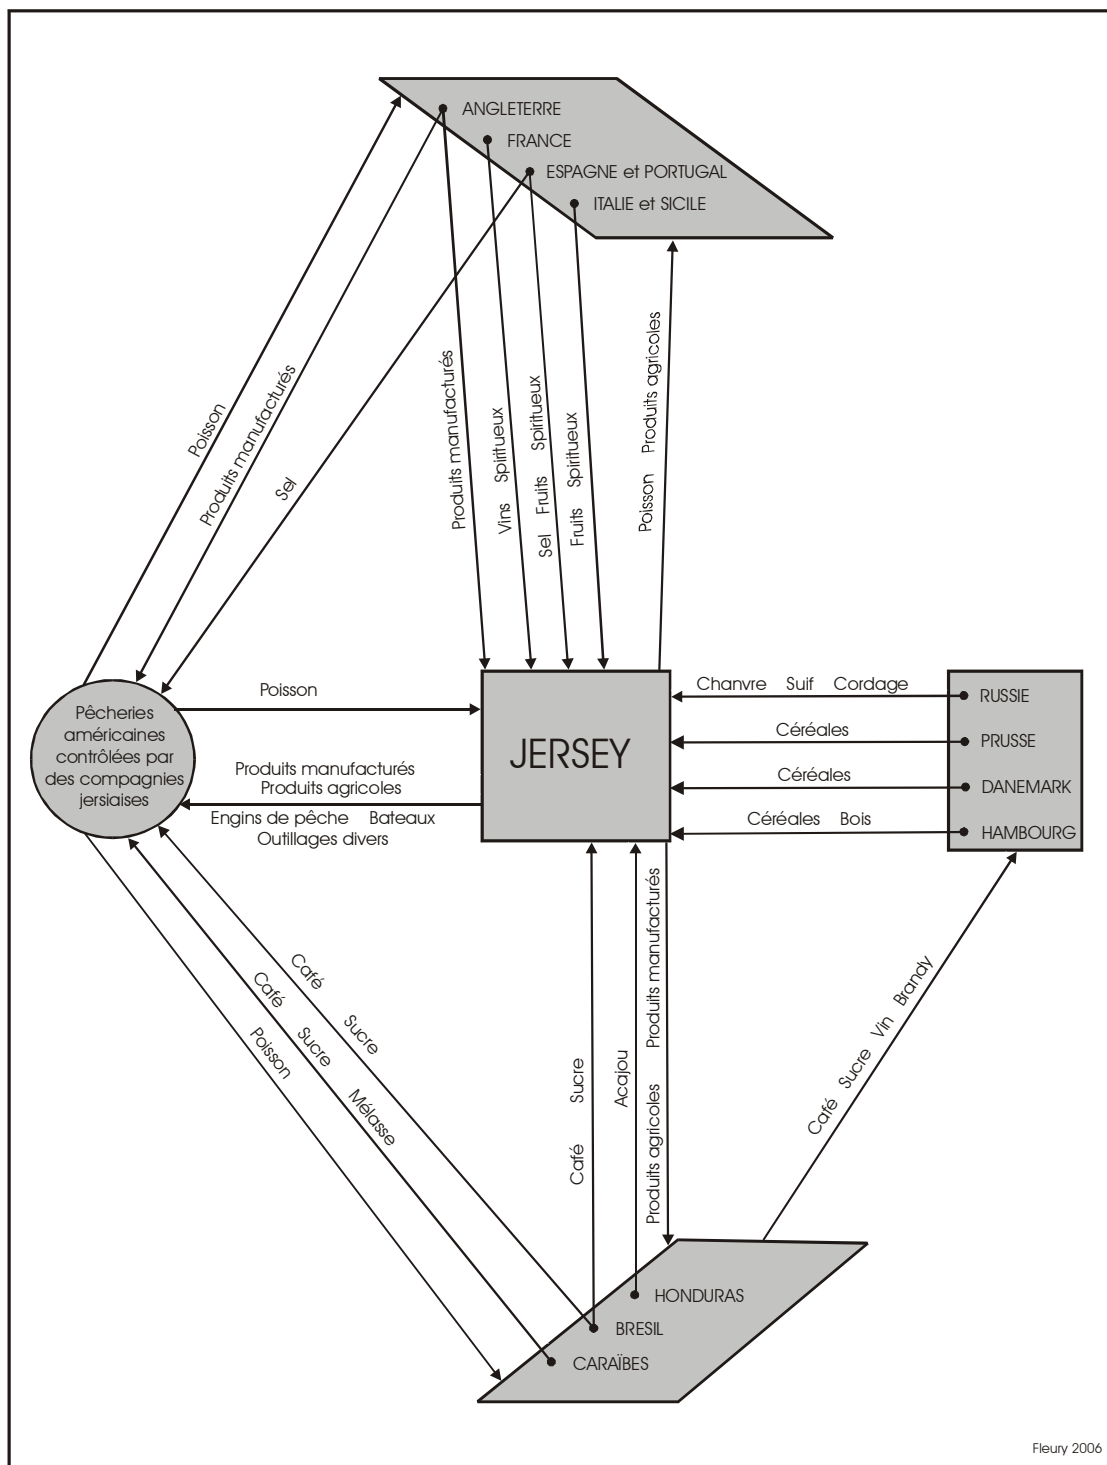 ANGLETERRE
FRANCE
ESPAGNE et PORTUGAL
ITALIE et SICILE
Poisson
Produits manufacturés
Sel
Produits manufacturés
Vins Spiritueux
Sel Fruits Spiritueux
Fruits Spiritueux
Poisson Produits agricoles
Pêcheries
américaines
contrôlées par
des compagnies
jersiaises
Poisson
Produits manufacturés
Produits agricoles
Engins de pêche Bateaux
Outillages divers
JERSEY
Chanvre Suif Cordage
Céréales
Céréales
Céréales Bois
RUSSIE
PRUSSE
DANEMARK
HAMBOURG
Café Sucre
Café Sucre Mélasse
Poisson
Café Sucre
Acajou
Produits agricoles Produits manufacturés
Café Sucre Vin Brandy
HONDURAS
BRESIL
CARAÏBES
Fleury 2006